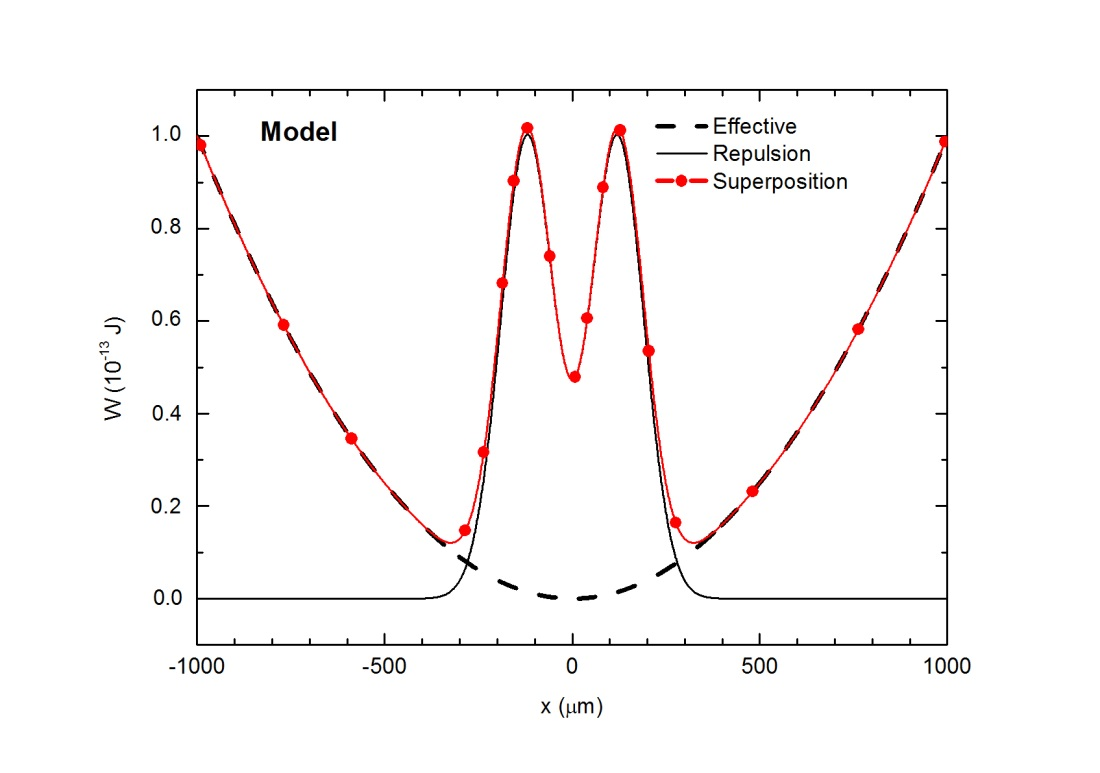 Model
Effective
Repulsion
Superposition
1.0
0.8
0.6
0.4
0.2
0.0
W (10⁻¹³ J)
-1000
-500
0
500
1000
x (μm)